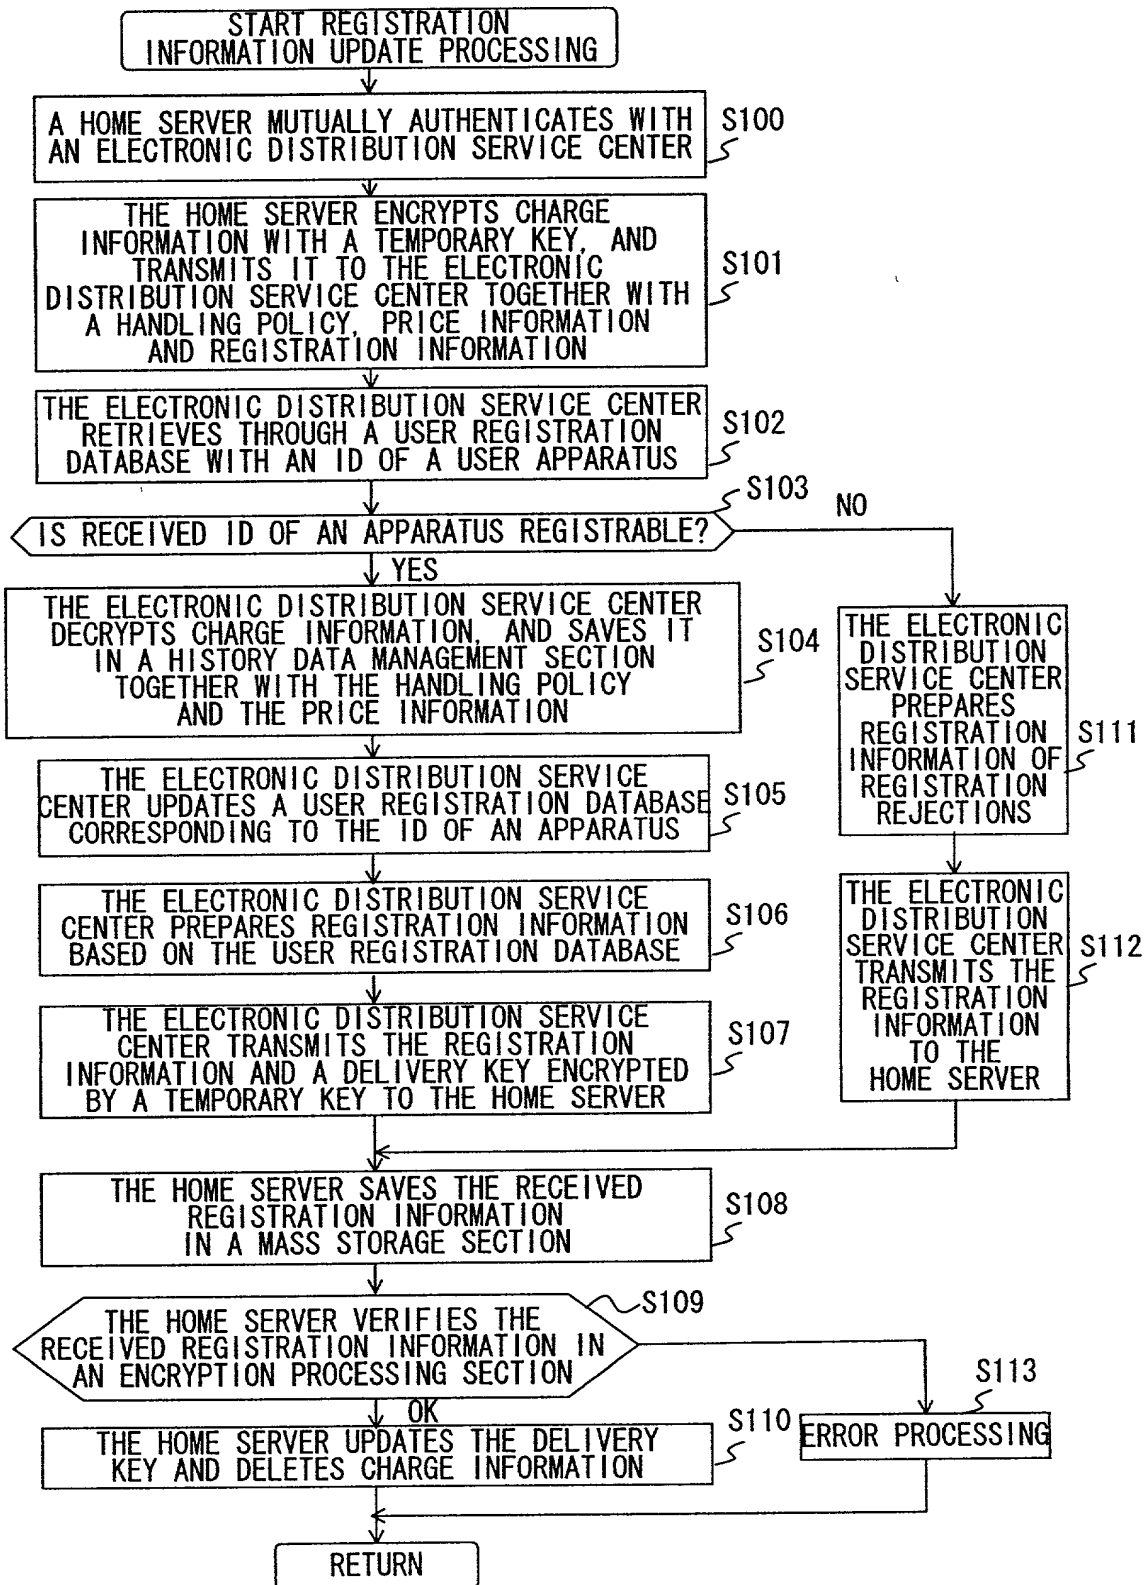 START REGISTRATION
INFORMATION UPDATE PROCESSING
A HOME SERVER MUTUALLY AUTHENTICATES WITH
AN ELECTRONIC DISTRIBUTION SERVICE CENTER
S100
THE HOME SERVER ENCRYPTS CHARGE
INFORMATION WITH A TEMPORARY KEY, AND
TRANSMITS IT TO THE ELECTRONIC
DISTRIBUTION SERVICE CENTER TOGETHER WITH
A HANDLING POLICY, PRICE INFORMATION
AND REGISTRATION INFORMATION
S101
THE ELECTRONIC DISTRIBUTION SERVICE CENTER
RETRIEVES THROUGH A USER REGISTRATION
DATABASE WITH AN ID OF A USER APPARATUS
S102
IS RECEIVED ID OF AN APPARATUS REGISTRABLE?
S103
NO
YES
THE ELECTRONIC DISTRIBUTION SERVICE CENTER
DECRYPTS CHARGE INFORMATION, AND SAVES IT
IN A HISTORY DATA MANAGEMENT SECTION
TOGETHER WITH THE HANDLING POLICY
AND THE PRICE INFORMATION
S104
THE ELECTRONIC DISTRIBUTION SERVICE
CENTER UPDATES A USER REGISTRATION DATABASE
CORRESPONDING TO THE ID OF AN APPARATUS
S105
THE ELECTRONIC DISTRIBUTION SERVICE
CENTER PREPARES REGISTRATION INFORMATION
BASED ON THE USER REGISTRATION DATABASE
S106
THE ELECTRONIC DISTRIBUTION SERVICE
CENTER TRANSMITS THE REGISTRATION
INFORMATION AND A DELIVERY KEY ENCRYPTED
BY A TEMPORARY KEY TO THE HOME SERVER
S107
THE ELECTRONIC
DISTRIBUTION
SERVICE CENTER
PREPARES
REGISTRATION
INFORMATION OF
REGISTRATION
REJECTIONS
S111
THE ELECTRONIC
DISTRIBUTION
SERVICE CENTER
TRANSMITS THE
REGISTRATION
INFORMATION
TO THE
HOME SERVER
S112
THE HOME SERVER SAVES THE RECEIVED
REGISTRATION INFORMATION
IN A MASS STORAGE SECTION
S108
THE HOME SERVER VERIFIES THE
RECEIVED REGISTRATION INFORMATION IN
AN ENCRYPTION PROCESSING SECTION
S109
OK
THE HOME SERVER UPDATES THE DELIVERY
KEY AND DELETES CHARGE INFORMATION
S110
S113
ERROR PROCESSING
RETURN